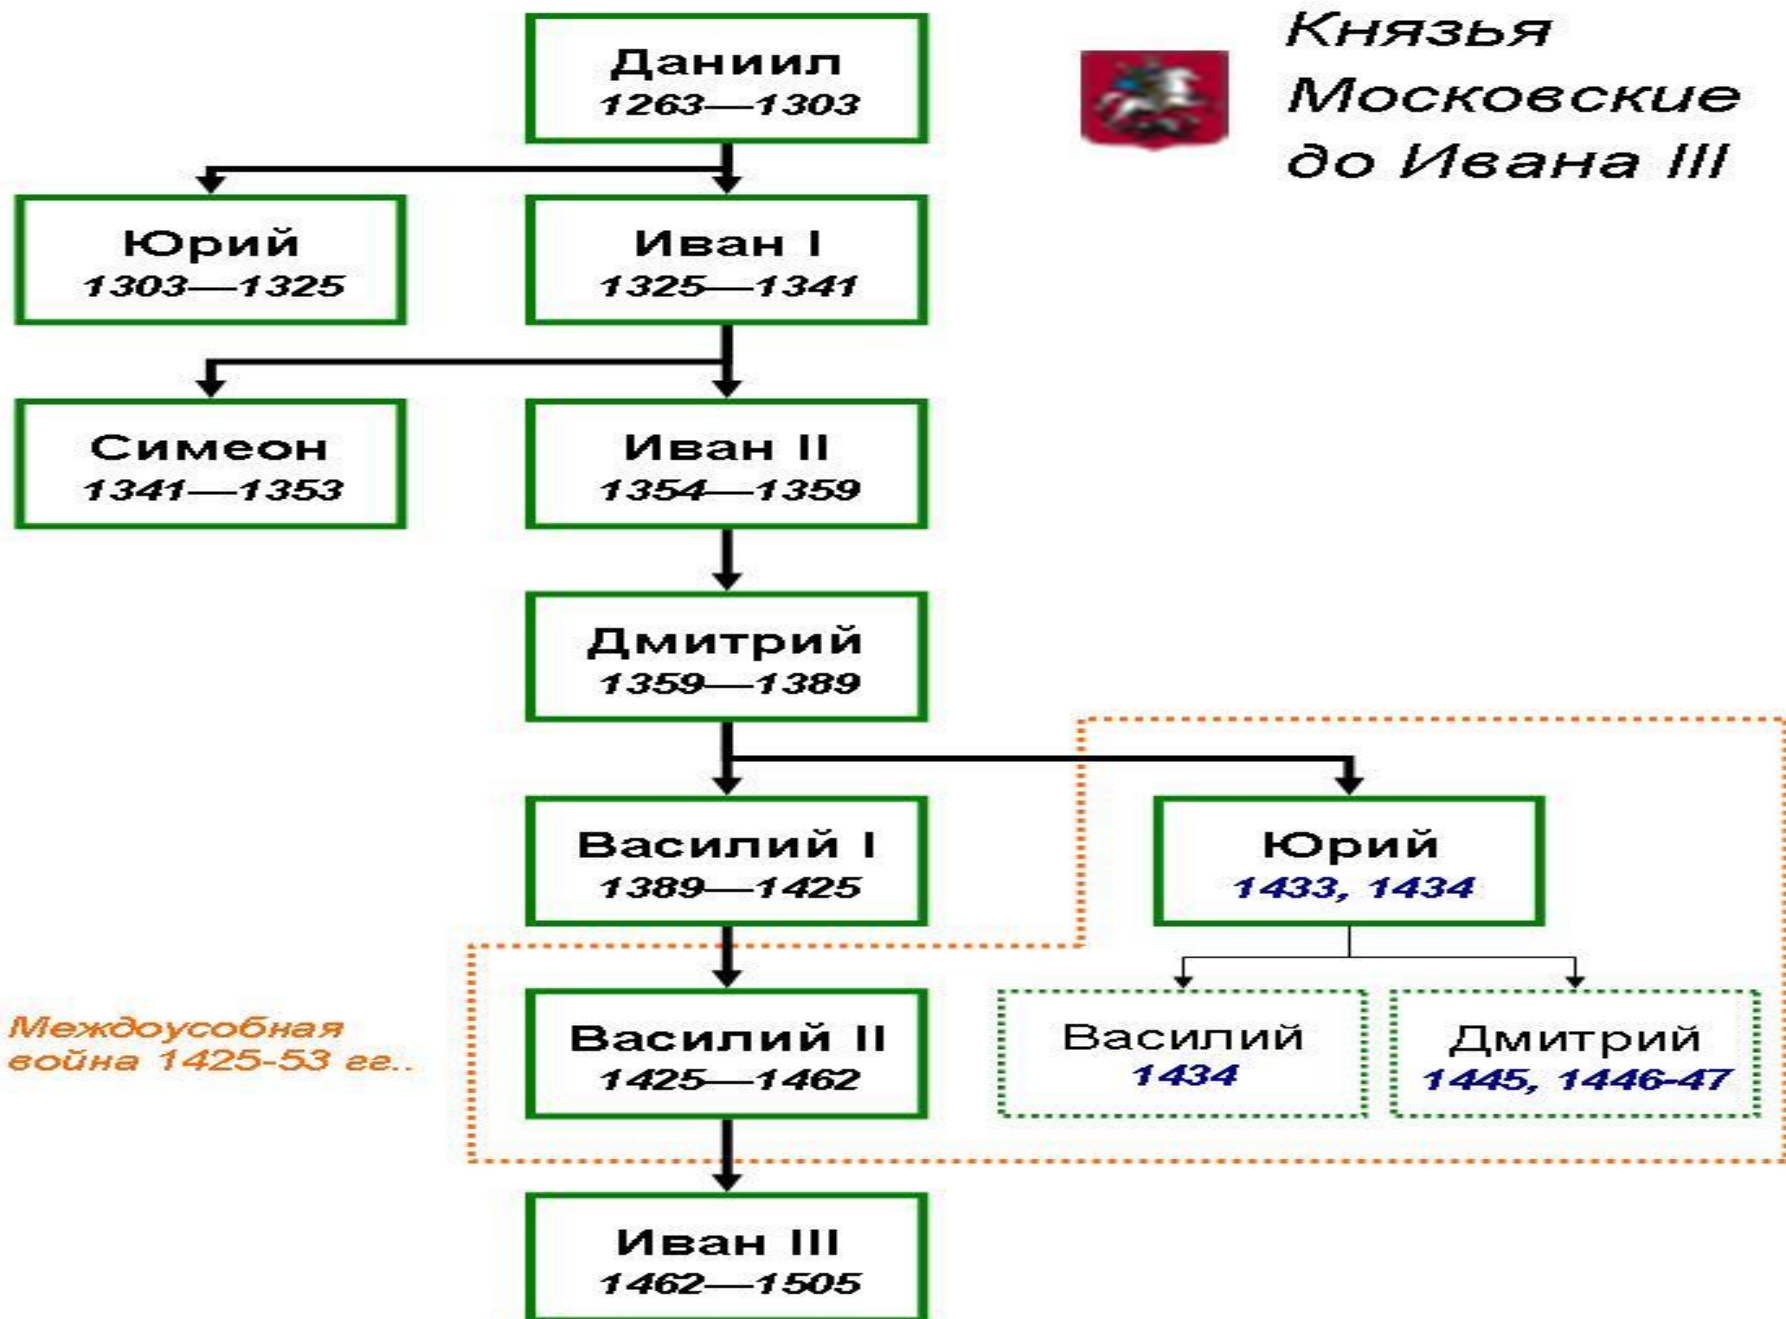 Князья
Московские
до Ивана III
Даниил
1263—1303
Юрий
1303—1325
Иван I
1325—1341
Симеон
1341—1353
Иван II
1354—1359
Дмитрий
1359—1389
Василий I
1389—1425
Юрий
1433, 1434
Междоусобная
война 1425-53 гг..
Василий II
1425—1462
Василий
1434
Дмитрий
1445, 1446-47
Иван III
1462—1505